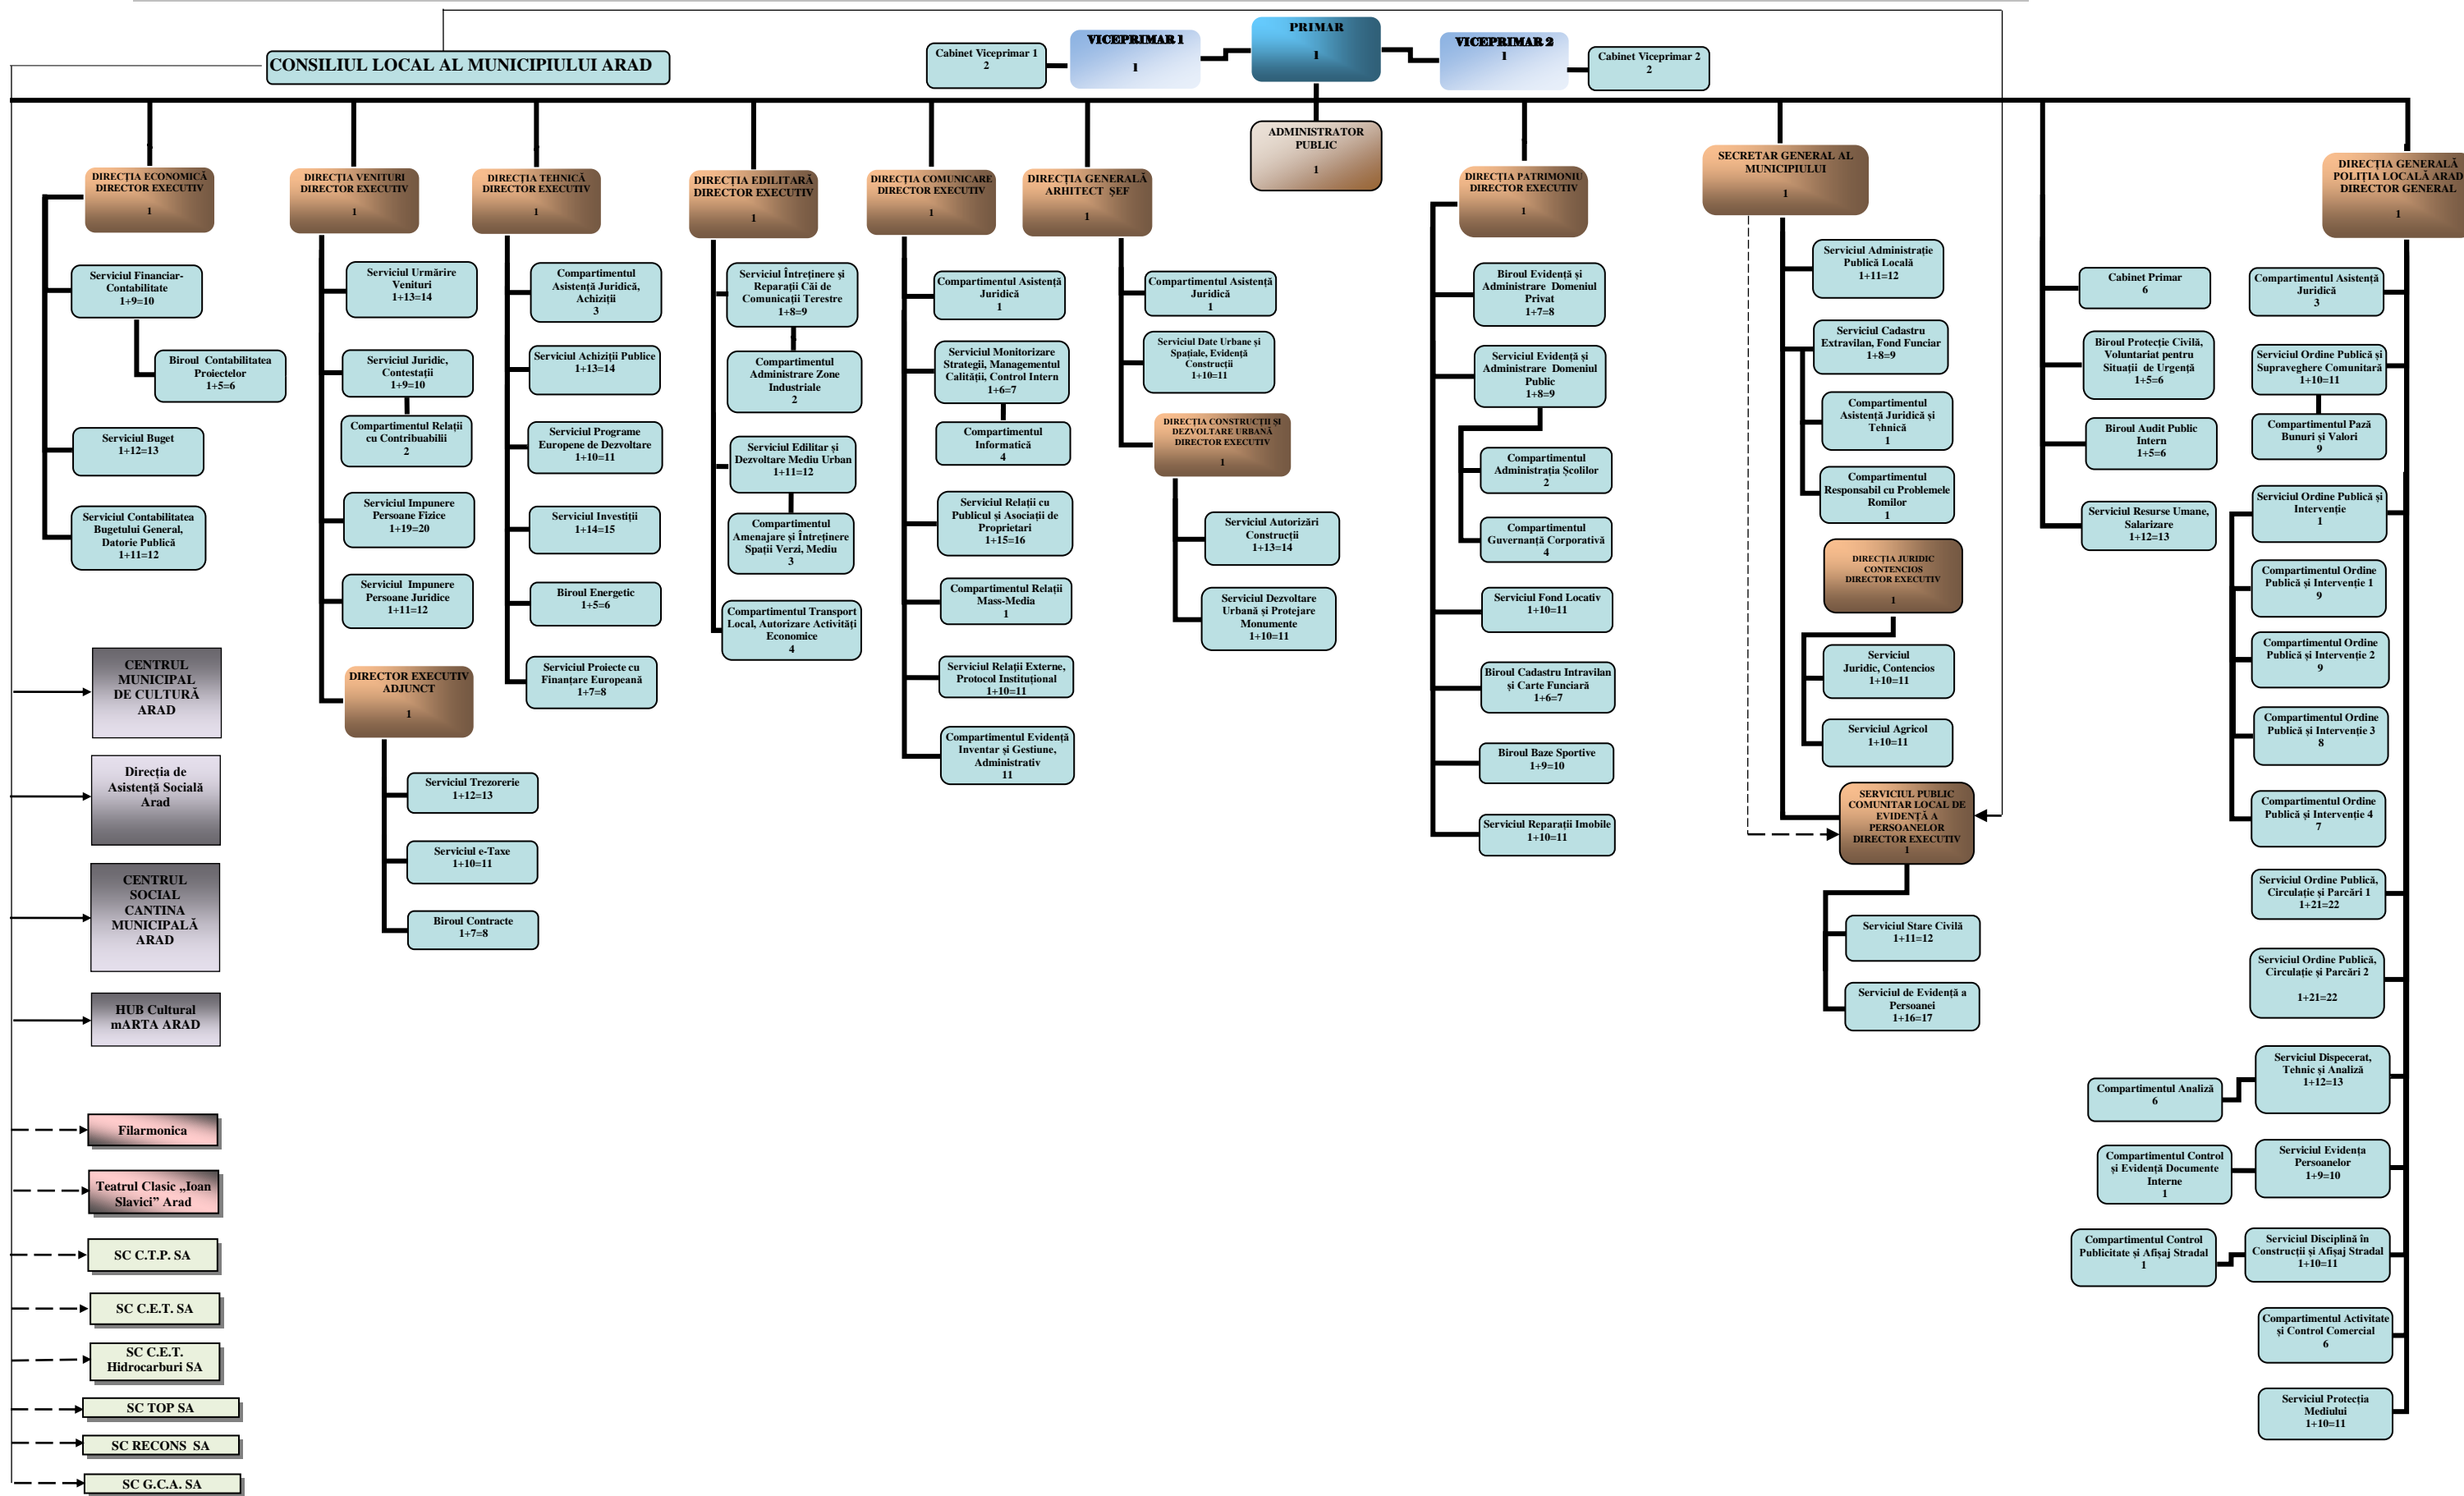 CONSILIUL LOCAL AL MUNICIPIULUI ARAD
Cabinet Viceprimar 1
2
VICEPRIMAR 1
1
PRIMAR
1
VICEPRIMAR 2
1
Cabinet Viceprimar 2
2
ADMINISTRATOR
PUBLIC
1
DIRECȚIA ECONOMICĂ
DIRECTOR EXECUTIV
1
Serviciul Financiar-
Contabilitate
1+9=10
Biroul Contabilitatea
Proiectelor
1+5=6
Serviciul Buget
1+12=13
Serviciul Contabilitatea
Bugetului General,
Datorie Publică
1+11=12
DIRECȚIA VENITURI
DIRECTOR EXECUTIV
1
Serviciul Urmărire
Venituri
1+13=14
Serviciul Juridic,
Contestații
1+9=10
Compartimentul Relații
cu Contribuabilii
2
Serviciul Impunere
Persoane Fizice
1+19=20
Serviciul Impunere
Persoane Juridice
1+11=12
DIRECTOR EXECUTIV
ADJUNCT
1
Serviciul Trezorerie
1+12=13
Serviciul e-Taxe
1+10=11
Biroul Contracte
1+7=8
DIRECȚIA TEHNICĂ
DIRECTOR EXECUTIV
1
Compartimentul
Asistență Juridică,
Achiziții
3
Serviciul Achiziții Publice
1+13=14
Serviciul Programe
Europene de Dezvoltare
1+10=11
Serviciul Investiții
1+14=15
Biroul Energetic
1+5=6
Serviciul Proiecte cu
Finanțare Europeană
1+7=8
DIRECȚIA EDILITARĂ
DIRECTOR EXECUTIV
1
Serviciul Întreținere și
Reparații Căi de
Comunicații Terestre
1+8=9
Compartimentul
Administrare Zone
Industriale
2
Serviciul Edilitar și
Dezvoltare Mediu Urban
1+11=12
Compartimentul
Amenajare și Întreținere
Spații Verzi, Mediu
3
Compartimentul Transport
Local, Autorizare Activități
Economice
4
DIRECȚIA COMUNICARE
DIRECTOR EXECUTIV
1
Compartimentul Asistență
Juridică
1
Serviciul Monitorizare
Strategii, Managementul
Calității, Control Intern
1+6=7
Compartimentul
Informatică
4
Serviciul Relații cu
Publicul și Asociații de
Proprietari
1+15=16
Compartimentul Relații
Mass-Media
1
Serviciul Relații Externe,
Protocol Instituțional
1+10=11
Compartimentul Evidență
Inventar și Gestiune,
Administrativ
11
DIRECȚIA GENERALĂ
ARHITECT ȘEF
1
Compartimentul Asistență
Juridică
1
Serviciul Date Urbane și
Spațiale, Evidență
Construcții
1+10=11
DIRECȚIA CONSTRUCȚII ȘI
DEZVOLTARE URBANĂ
DIRECTOR EXECUTIV
1
Serviciul Autorizări
Construcții
1+13=14
Serviciul Dezvoltare
Urbană și Protejare
Monumente
1+10=11
DIRECȚIA PATRIMONIU
DIRECTOR EXECUTIV
1
Biroul Evidență și
Administrare Domeniul
Privat
1+7=8
Serviciul Evidență și
Administrare Domeniul
Public
1+8=9
Compartimentul
Administrația Școlilor
2
Compartimentul
Guvernanță Corporativă
4
Serviciul Fond Locativ
1+10=11
Biroul Cadastru Intravilan
și Carte Funciară
1+6=7
Biroul Baze Sportive
1+9=10
Serviciul Reparații Imobile
1+10=11
SECRETAR GENERAL AL
MUNICIPIULUI
1
Serviciul Administrație
Publică Locală
1+11=12
Serviciul Cadastru
Extravilan, Fond Funciar
1+8=9
Compartimentul
Asistență Juridică și
Tehnică
1
Compartimentul
Responsabil cu Problemele
Romilor
1
DIRECȚIA JURIDIC
CONTENCIOS
DIRECTOR EXECUTIV
1
Serviciul
Juridic, Contencios
1+10=11
Serviciul Agricol
1+10=11
SERVICIUL PUBLIC
COMUNITAR LOCAL DE
EVIDENȚĂ A
PERSOANELOR
DIRECTOR EXECUTIV
1
Serviciul Stare Civilă
1+11=12
Serviciul de Evidență a
Persoanei
1+16=17
Cabinet Primar
6
Biroul Protecție Civilă,
Voluntariat pentru
Situații de Urgență
1+5=6
Biroul Audit Public
Intern
1+5=6
Serviciul Resurse Umane,
Salarizare
1+12=13
DIRECȚIA GENERALĂ
POLIȚIA LOCALĂ ARAD
DIRECTOR GENERAL
1
Compartimentul Asistență
Juridică
3
Serviciul Ordine Publică și
Supraveghere Comunitară
1+10=11
Compartimentul Pază
Bunuri și Valori
9
Serviciul Ordine Publică și
Intervenție
1
Compartimentul Ordine
Publică și Intervenție 1
9
Compartimentul Ordine
Publică și Intervenție 2
9
Compartimentul Ordine
Publică și Intervenție 3
8
Compartimentul Ordine
Publică și Intervenție 4
7
Serviciul Ordine Publică,
Circulație și Parcări 1
1+21=22
Serviciul Ordine Publică,
Circulație și Parcări 2
1+21=22
Serviciul Dispecerat,
Tehnic și Analiză
1+12=13
Compartimentul Analiză
6
Serviciul Evidența
Persoanelor
1+9=10
Compartimentul Control
și Evidență Documente
Interne
1
Serviciul Disciplină în
Construcții și Afișaj Stradal
1+10=11
Compartimentul Control
Publicitate și Afișaj Stradal
1
Compartimentul Activitate
și Control Comercial
6
Serviciul Protecția
Mediului
1+10=11
CENTRUL
MUNICIPAL
DE CULTURĂ
ARAD
Direcția de
Asistență Socială
Arad
CENTRUL
SOCIAL
CANTINA
MUNICIPALĂ
ARAD
HUB Cultural
mARTA ARAD
Filarmonica
Teatrul Clasic „Ioan
Slavici” Arad
SC C.T.P. SA
SC C.E.T. SA
SC C.E.T.
Hidrocarburi SA
SC TOP SA
SC RECONS SA
SC G.C.A. SA